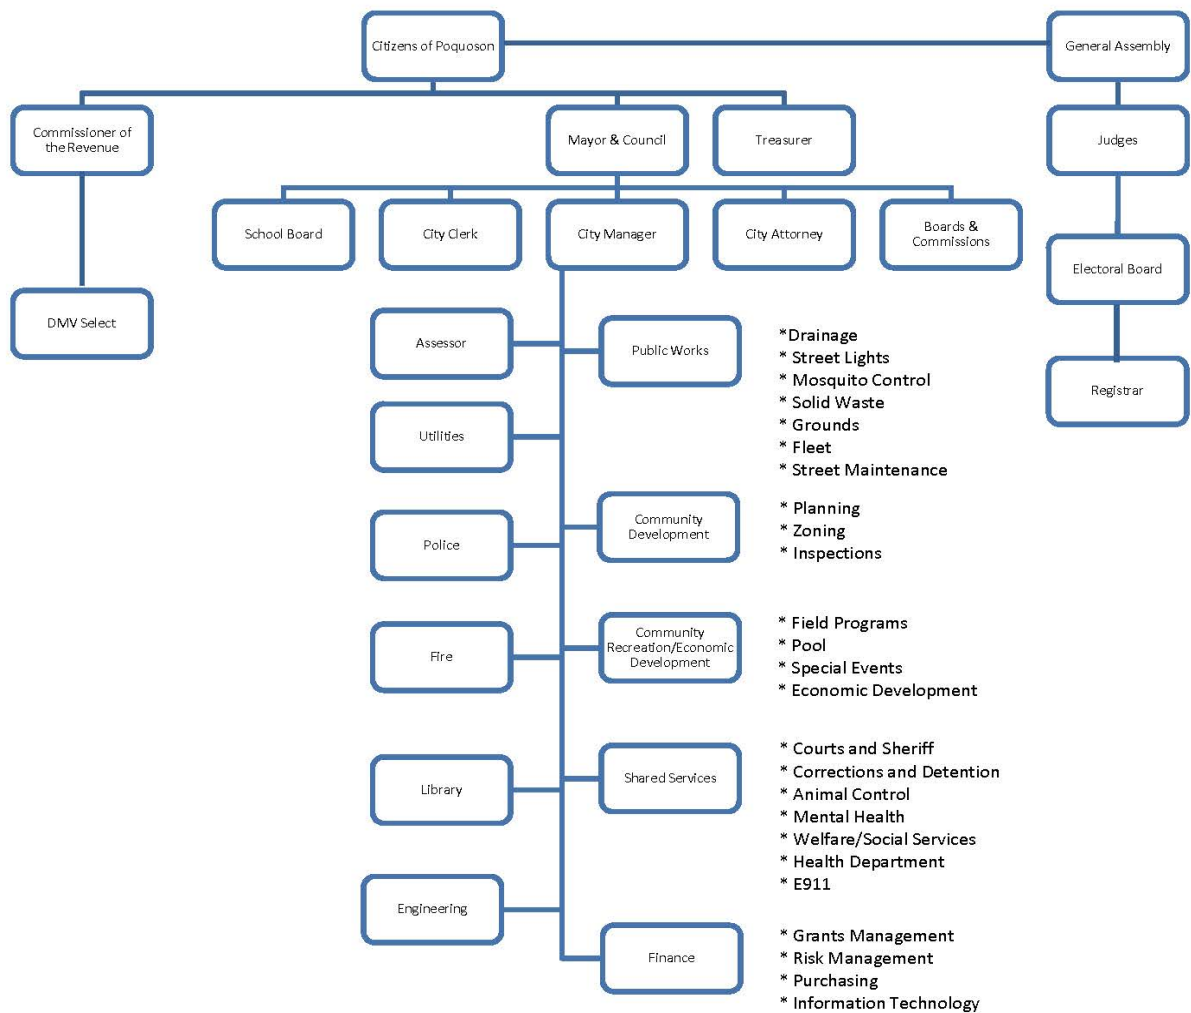 Citizens of Poquoson
General Assembly
Commissioner of
the Revenue
Mayor & Council
Treasurer
Judges
School Board
City Clerk
City Manager
City Attorney
Boards &
Commissions
Electoral Board
DMV Select
Registrar
Assessor
Public Works
*Drainage
* Street Lights
* Mosquito Control
* Solid Waste
* Grounds
* Fleet
* Street Maintenance
Utilities
Community
Development
* Planning
* Zoning
* Inspections
Police
Community
Recreation/Economic
Development
* Field Programs
* Pool
* Special Events
* Economic Development
Fire
Shared Services
* Courts and Sheriff
* Corrections and Detention
* Animal Control
* Mental Health
* Welfare/Social Services
* Health Department
* E911
Library
Engineering
Finance
* Grants Management
* Risk Management
* Purchasing
* Information Technology